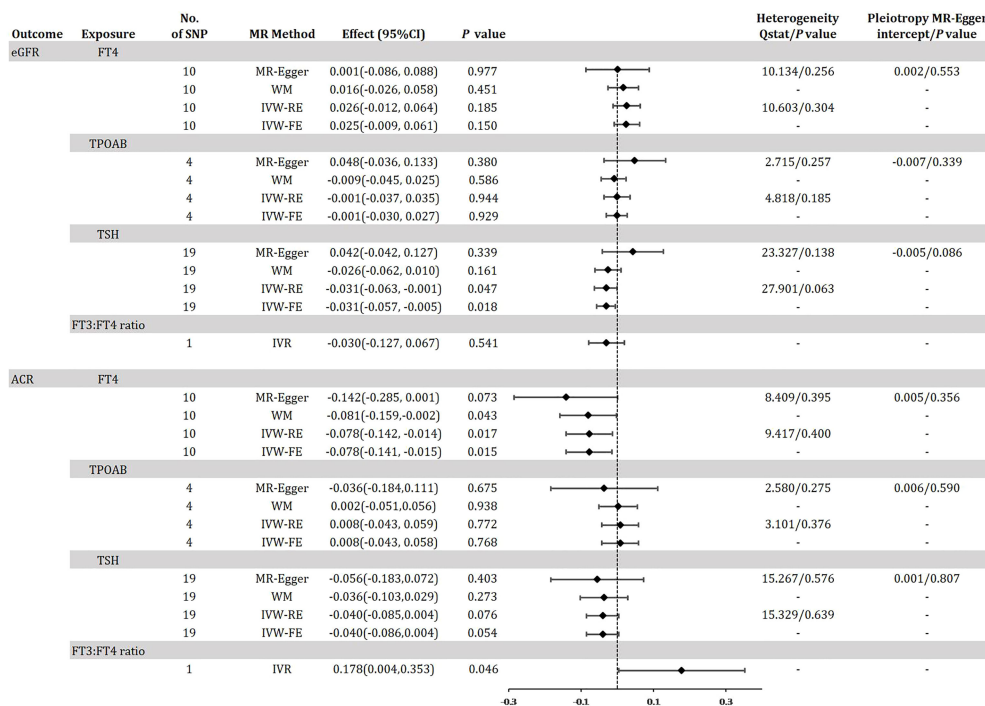 Outcome Exposure No. of SNP MR Method Effect (95%CI) P value Heterogeneity Qstat/P value Pleiotropy MR-Egger intercept/P value
eGFR FT4
10 MR-Egger 0.001(-0.086, 0.088) 0.977 10.134/0.256 0.002/0.553
10 WM 0.016(-0.026, 0.058) 0.451 - -
10 IVW-RE 0.026(-0.012, 0.064) 0.185 10.603/0.304 -
10 IVW-FE 0.025(-0.009, 0.061) 0.150 - -
TPOAB
4 MR-Egger 0.048(-0.036, 0.133) 0.380 2.715/0.257 -0.007/0.339
4 WM -0.009(-0.045, 0.025) 0.586 - -
4 IVW-RE -0.001(-0.037, 0.035) 0.944 4.818/0.185 -
4 IVW-FE -0.001(-0.030, 0.027) 0.929 - -
TSH
19 MR-Egger 0.042(-0.042, 0.127) 0.339 23.327/0.138 -0.005/0.086
19 WM -0.026(-0.062, 0.010) 0.161 - -
19 IVW-RE -0.031(-0.063, -0.001) 0.047 27.901/0.063 -
19 IVW-FE -0.031(-0.057, -0.005) 0.018 - -
FT3:FT4 ratio
1 IVR -0.030(-0.127, 0.067) 0.541 - -
ACR FT4
10 MR-Egger -0.142(-0.285, 0.001) 0.073 8.409/0.395 0.005/0.356
10 WM -0.081(-0.159,-0.002) 0.043 - -
10 IVW-RE -0.078(-0.142, -0.014) 0.017 9.417/0.400 -
10 IVW-FE -0.078(-0.141, -0.015) 0.015 - -
TPOAB
4 MR-Egger -0.036(-0.184,0.111) 0.675 2.580/0.275 0.006/0.590
4 WM 0.002(-0.051,0.056) 0.938 - -
4 IVW-RE 0.008(-0.043, 0.059) 0.772 3.101/0.376 -
4 IVW-FE 0.008(-0.043, 0.058) 0.768 - -
TSH
19 MR-Egger -0.056(-0.183,0.072) 0.403 15.267/0.576 0.001/0.807
19 WM -0.036(-0.103,0.029) 0.273 - -
19 IVW-RE -0.040(-0.085,0.004) 0.076 15.329/0.639 -
19 IVW-FE -0.040(-0.086,0.004) 0.054 - -
FT3:FT4 ratio
1 IVR 0.178(0.004,0.353) 0.046 - -
-0.3 -0.1 0.1 0.3